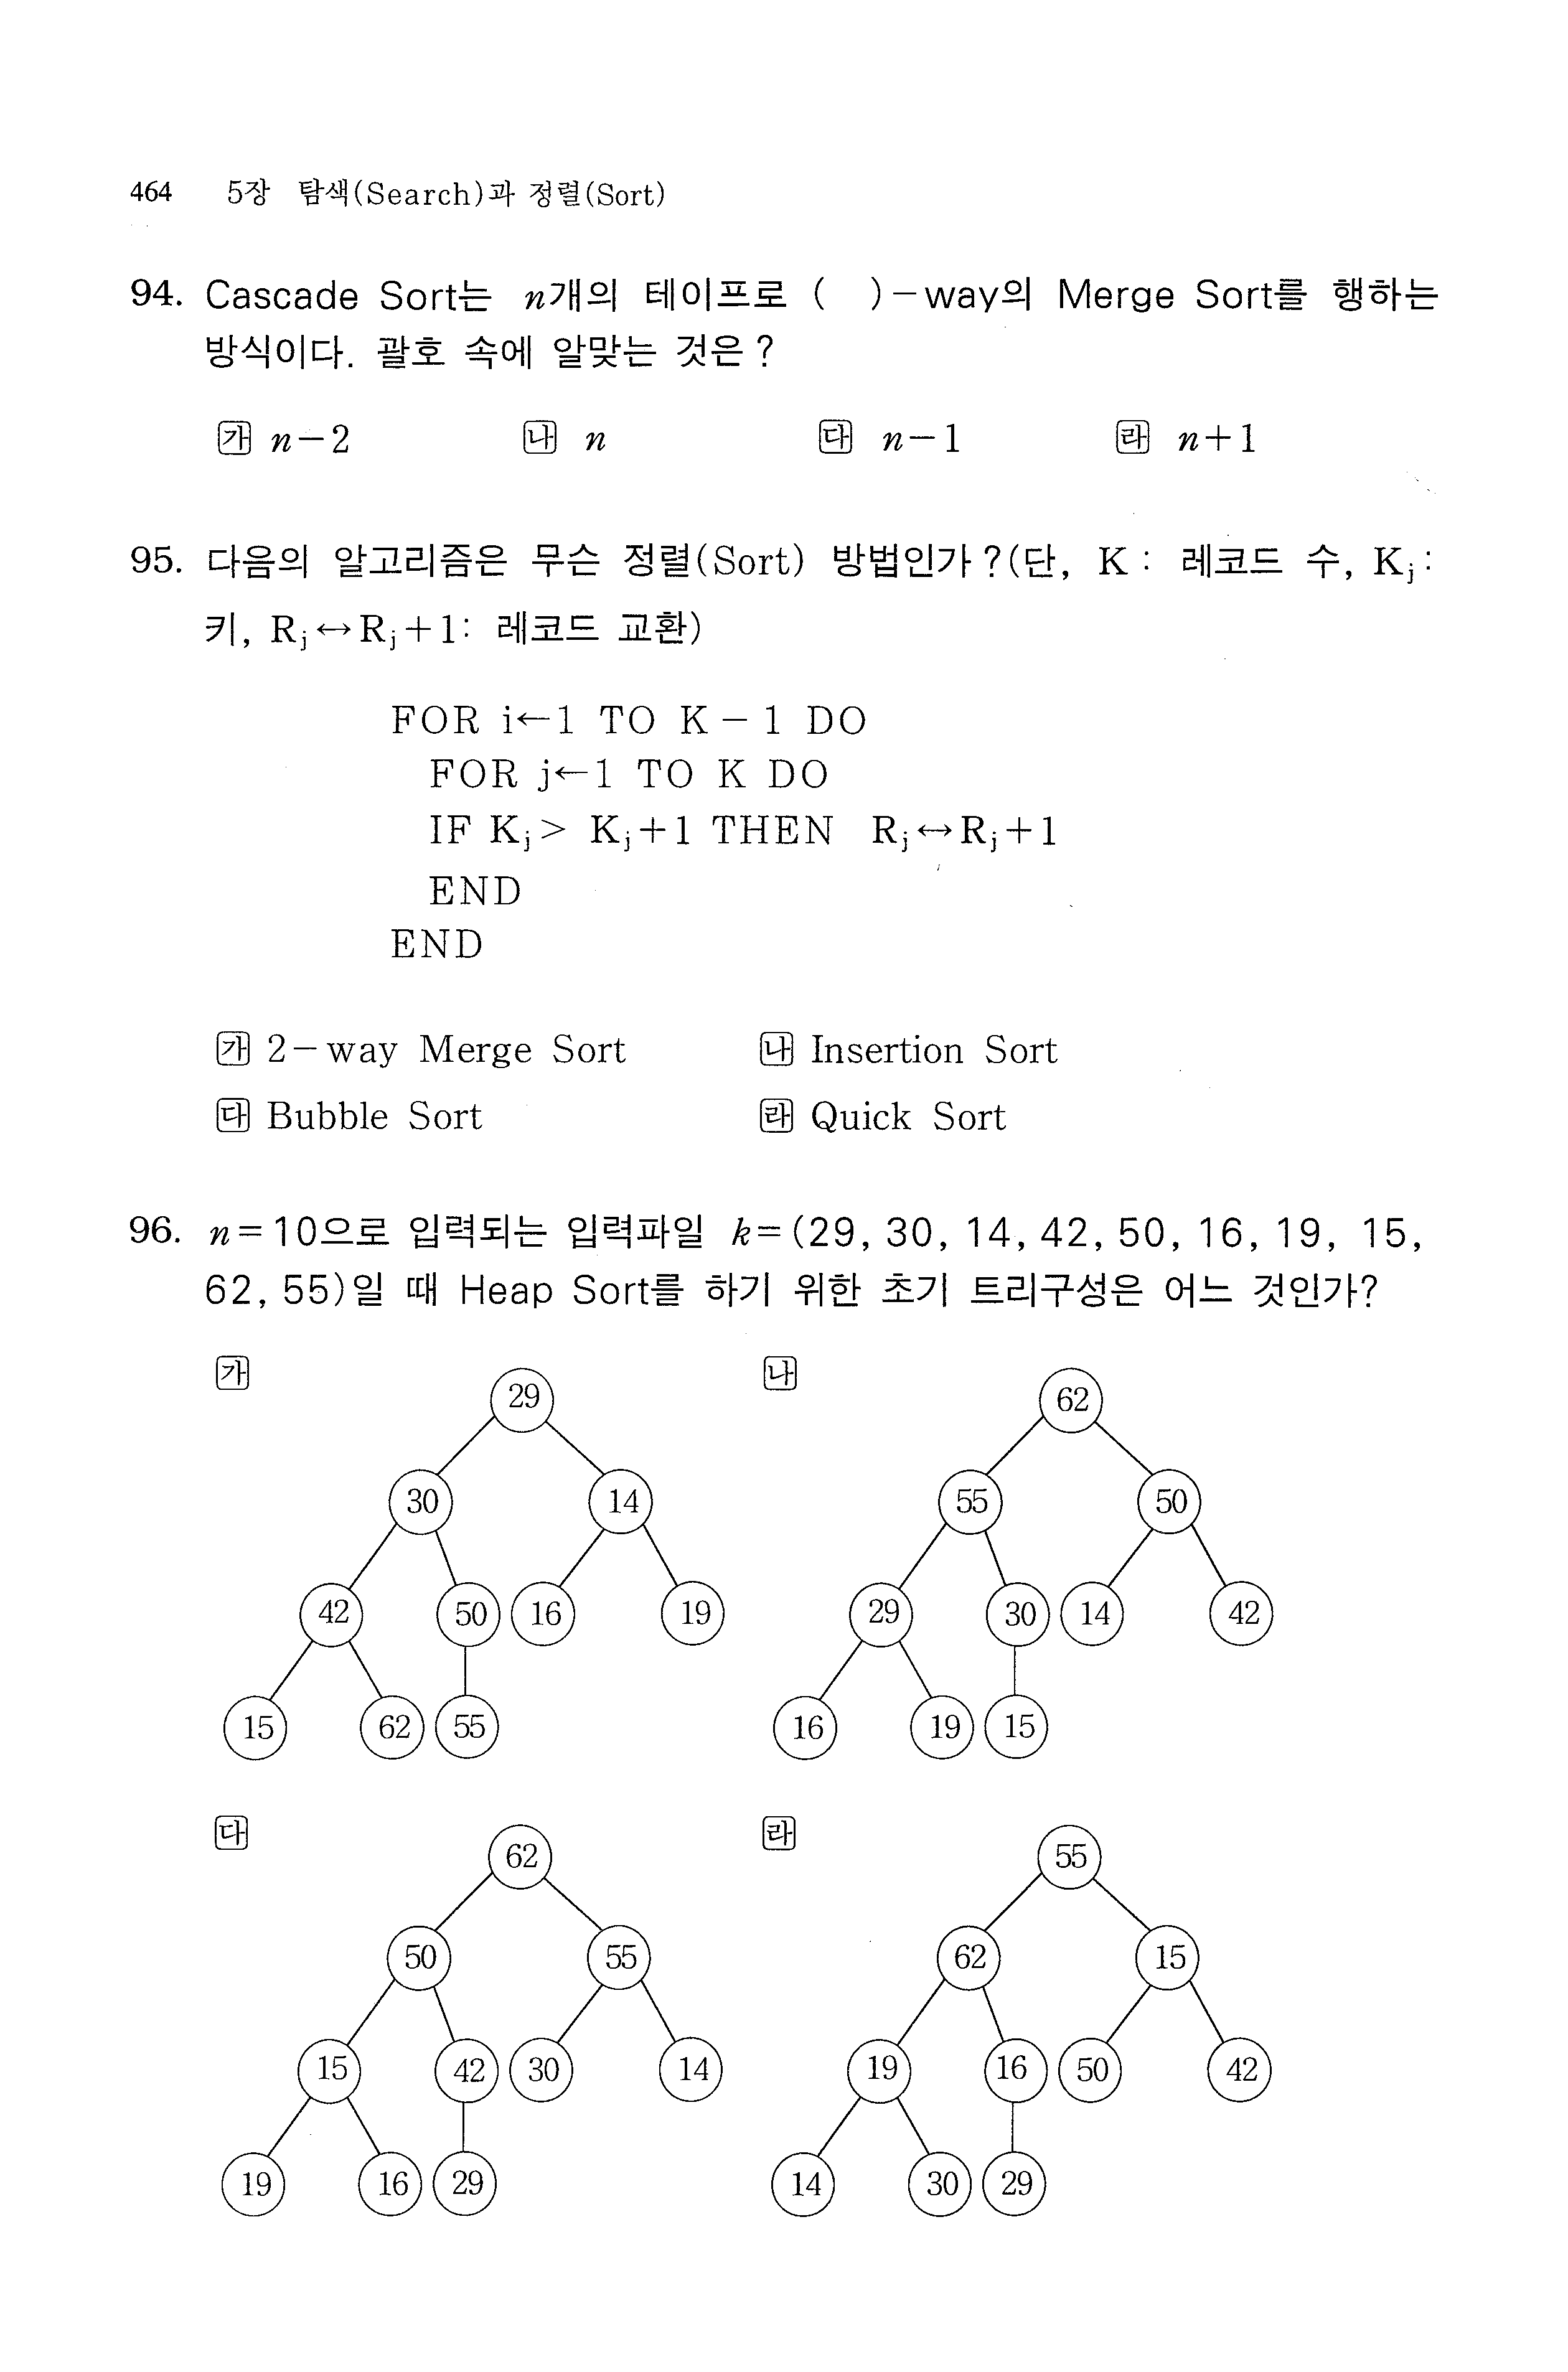 464 5장 탐색(Search)과 정렬(Sort)
94. Cascade Sort는 n개의 테이프로 ( )-way의 Merge Sort를 행하는
방식이다. 괄호 속에 알맞는 것은?
가 n-2 나 n 다 n-1 라 n+1
95. 다음의 알고리즘은 무슨 정렬(Sort) 방법인가?(단, K: 레코드 수, Kj:
키, Rj↔Rj+1: 레코드 교환)
FOR i←1 TO K-1 DO
FOR j←1 TO K DO
IF Kj> Kj+1 THEN Rj↔Rj+1
END
END
가 2-way Merge Sort 나 Insertion Sort
다 Bubble Sort 라 Quick Sort
96. n=10으로 입력되는 입력파일 k=(29, 30, 14, 42, 50, 16, 19, 15,
62, 55)일 때 Heap Sort를 하기 위한 초기 트리구성은 어느 것인가?
가
29
30 14
42 50 16 19
15 62 55
나
62
55 50
29 30 14 42
16 19 15
다
62
50 55
15 42 30 14
19 16 29
라
55
62 15
19 16 50 42
14 30 29